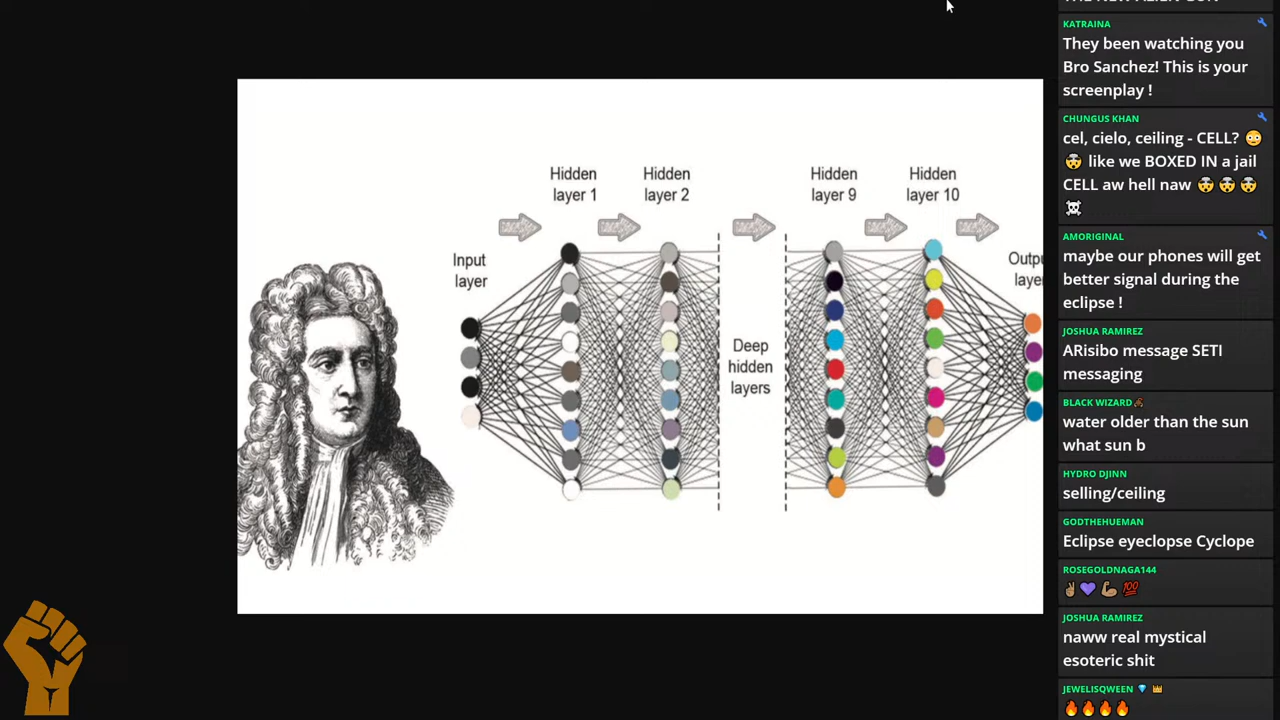 Hidden
layer 1
Hidden
layer 2
Hidden
layer 9
Hidden
layer 10
Input
layer
Deep
hidden
layers
KATRAINA
They been watching you
Bro Sanchez! This is your
screenplay !
CHUNGUS KHAN
cel, cielo, ceiling - CELL? 😳
🤯 like we BOXED IN a jail
CELL aw hell naw 🤯 🤯 🤯
☠️
AMORIGINAL
maybe our phones will get
better signal during the
eclipse !
JOSHUA RAMIREZ
ARisibo message SETI
messaging
BLACK WIZARD
water older than the sun
what sun b
HYDRO DJINN
selling/ceiling
GODTHEHUEMAN
Eclipse eyeclopse Cyclope
ROSEGOLDNAGA144
✌🏽 💜 💪🏽 💯
JOSHUA RAMIREZ
naww real mystical
esoteric shit
JEWELISQWEEN 💎 👑
🔥 🔥 🔥 🔥